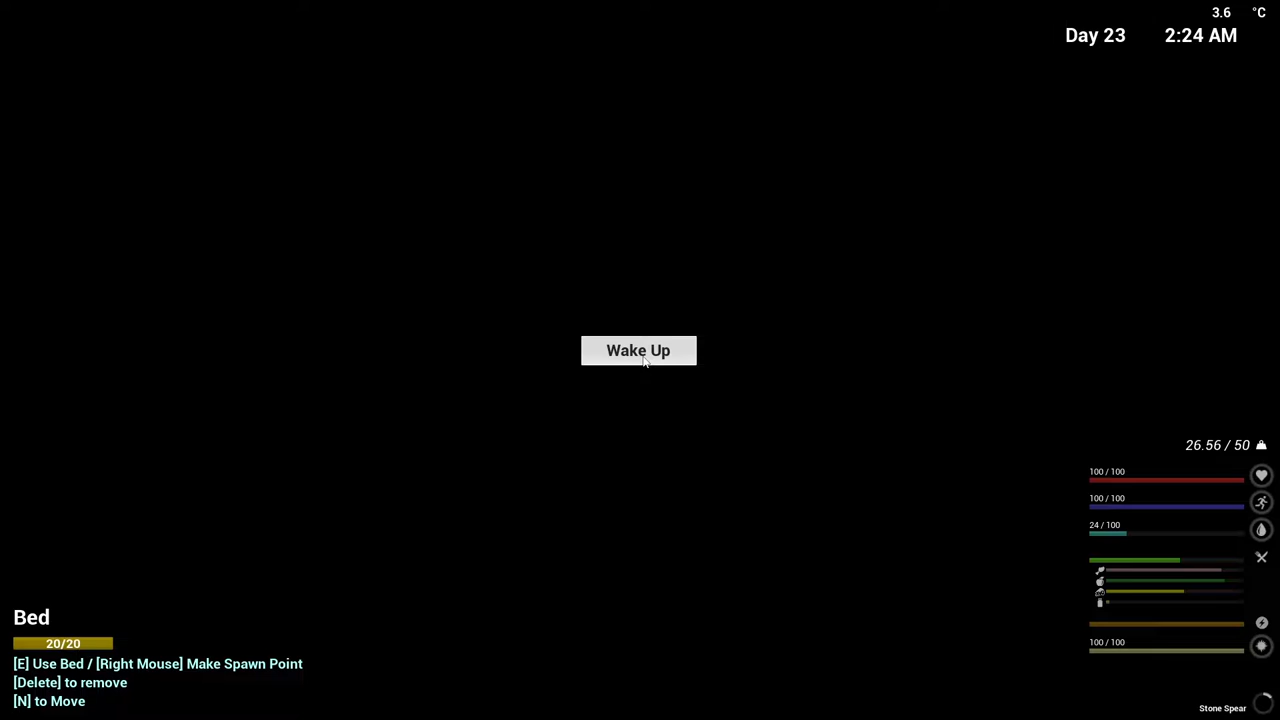 3.6 °C
Day 23 2:24 AM
Wake Up
26.56 / 50
100 / 100
100 / 100
24 / 100
100 / 100
Bed
20/20
[E] Use Bed / [Right Mouse] Make Spawn Point
[Delete] to remove
[N] to Move
Stone Spear